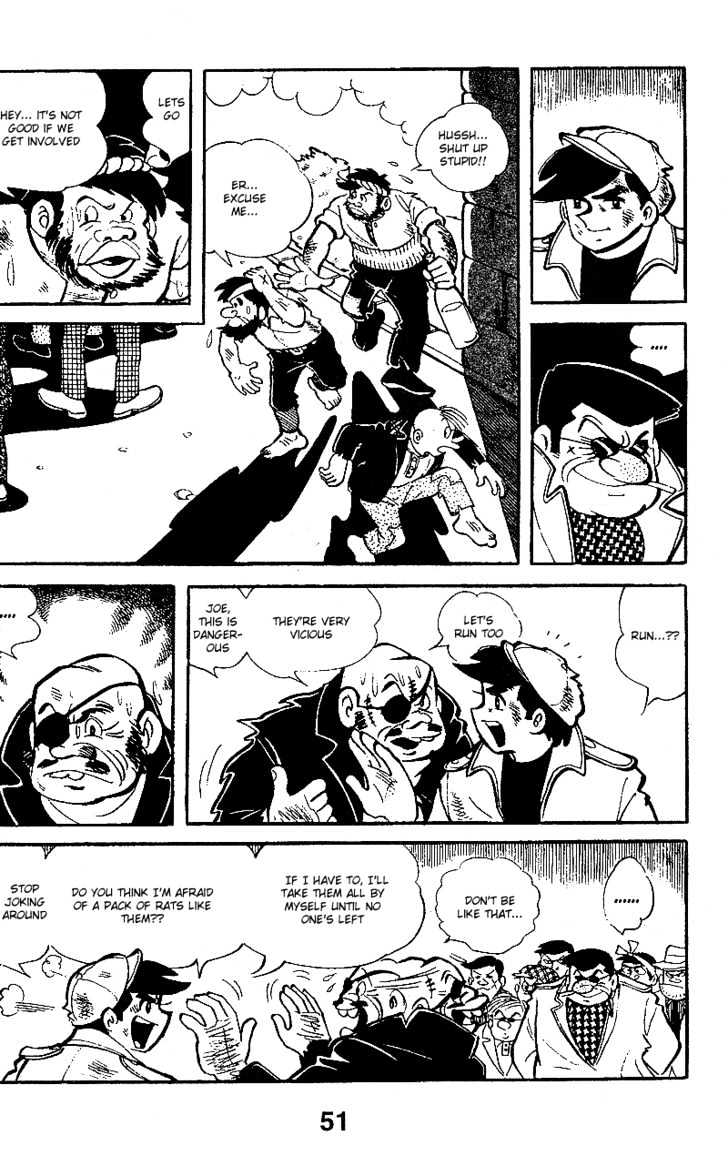 HEY... IT'S NOT
GOOD IF WE
GET INVOLVED
LETS
GO
ER...
EXCUSE
ME...
HUSSH...
SHUT UP
STUPID!!
....
....
JOE,
THIS IS
DANGER-
OUS
THEY'RE VERY
VICIOUS
LET'S
RUN TOO
RUN...??
STOP
JOKING
AROUND
DO YOU THINK I'M AFRAID
OF A PACK OF RATS LIKE
THEM??
IF I HAVE TO, I'LL
TAKE THEM ALL BY
MYSELF UNTIL NO
ONE'S LEFT
DON'T BE
LIKE THAT...
......
51